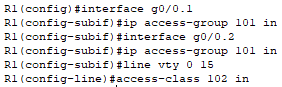 R1(config)#interface g0/0.1
R1(config-subif)#ip access-group 101 in
R1(config-subif)#interface g0/0.2
R1(config-subif)#ip access-group 101 in
R1(config-subif)#line vty 0 15
R1(config-line)#access-class 102 in